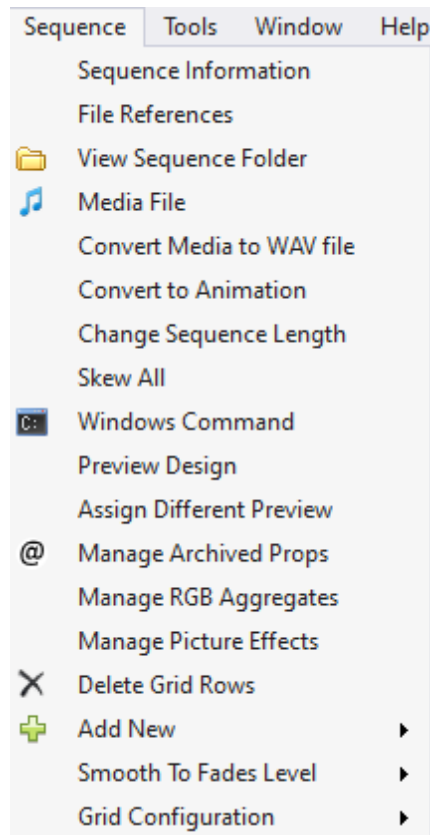 Sequence Tools Window Help
Sequence Information
File References
View Sequence Folder
Media File
Convert Media to WAV file
Convert to Animation
Change Sequence Length
Skew All
C: Windows Command
Preview Design
Assign Different Preview
@ Manage Archived Props
Manage RGB Aggregates
Manage Picture Effects
Delete Grid Rows
Add New
Smooth To Fades Level
Grid Configuration